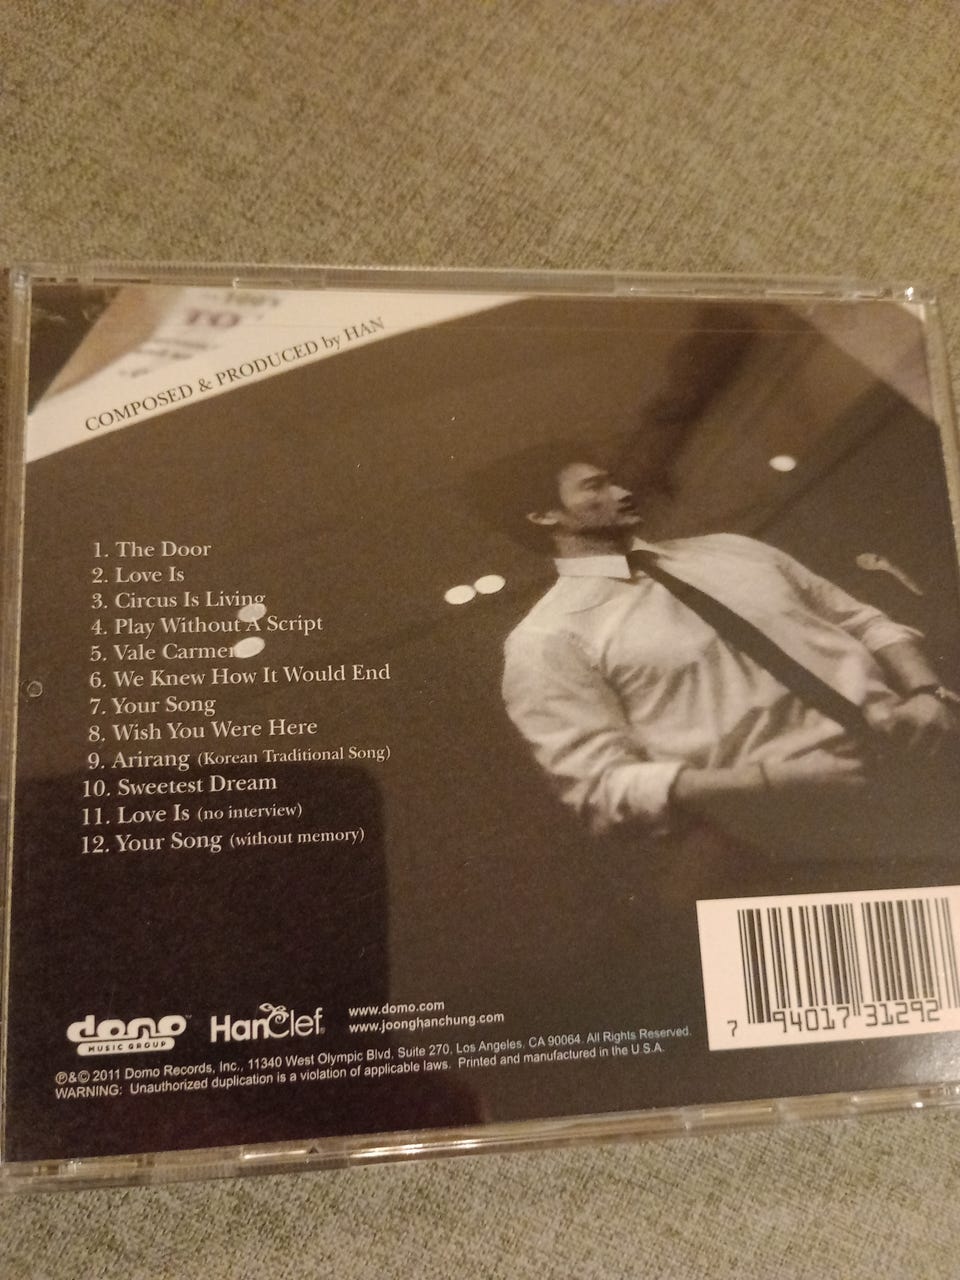 TO
COMPOSED & PRODUCED by HAN
1. The Door
2. Love Is
3. Circus Is Living
4. Play Without A Script
5. Vale Carmen
6. We Knew How It Would End
7. Your Song
8. Wish You Were Here
9. Arirang (Korean Traditional Song)
10. Sweetest Dream
11. Love Is (no interview)
12. Your Song (without memory)
domo™
MUSIC GROUP
HanClef®
www.domo.com
www.joonghanchung.com
℗&© 2011 Domo Records, Inc., 11340 West Olympic Blvd, Suite 270, Los Angeles, CA 90064. All Rights Reserved.
WARNING: Unauthorized duplication is a violation of applicable laws. Printed and manufactured in the U.S.A.
7 94017 31292